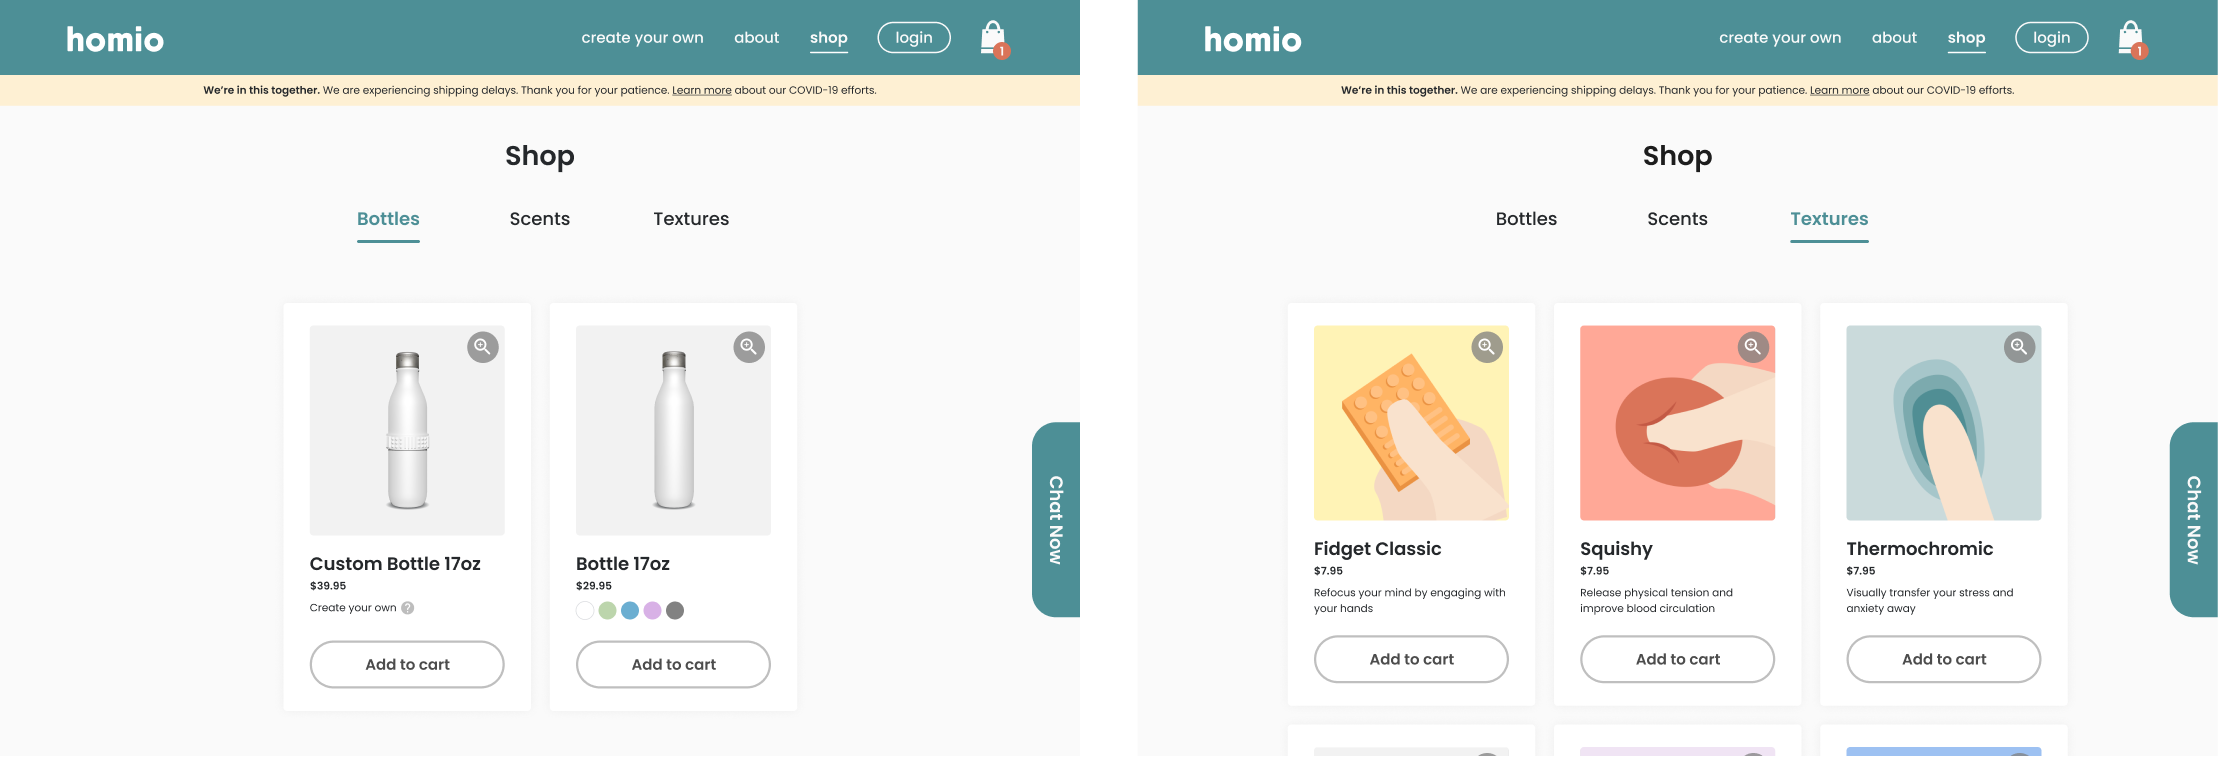 homio
create your own
about
shop
login
1
We're in this together. We are experiencing shipping delays. Thank you for your patience. Learn more about our COVID-19 efforts.
Shop
Bottles
Scents
Textures
Custom Bottle 17oz
$39.95
Create your own ?
Add to cart
Bottle 17oz
$29.95
Add to cart
Chat Now
homio
create your own
about
shop
login
1
We're in this together. We are experiencing shipping delays. Thank you for your patience. Learn more about our COVID-19 efforts.
Shop
Bottles
Scents
Textures
Fidget Classic
$7.95
Refocus your mind by engaging with
your hands
Add to cart
Squishy
$7.95
Release physical tension and
improve blood circulation
Add to cart
Thermochromic
$7.95
Visually transfer your stress and
anxiety away
Add to cart
Chat Now